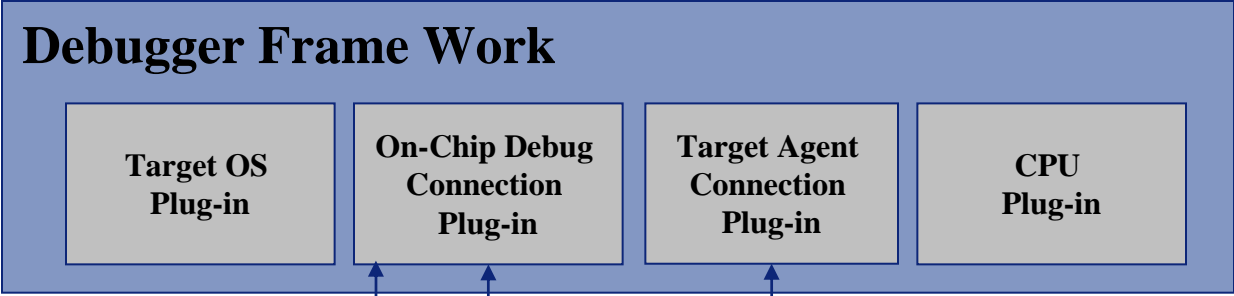 Debugger Frame Work
Target OS
Plug-in
On-Chip Debug
Connection
Plug-in
Target Agent
Connection
Plug-in
CPU
Plug-in